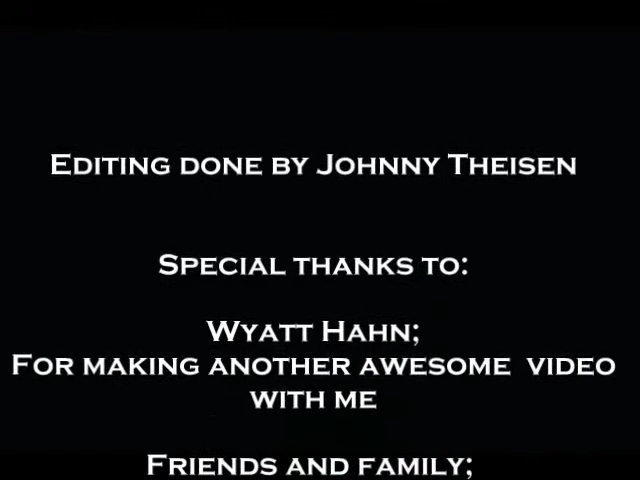 Editing done by Johnny Theisen
Special thanks to:
Wyatt Hahn;
For making another awesome video
with me
Friends and family;